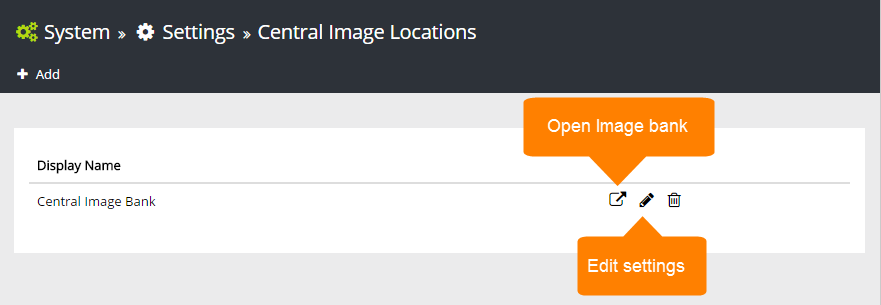 System » Settings » Central Image Locations
Add
Open Image bank
Display Name
Central Image Bank
Edit settings